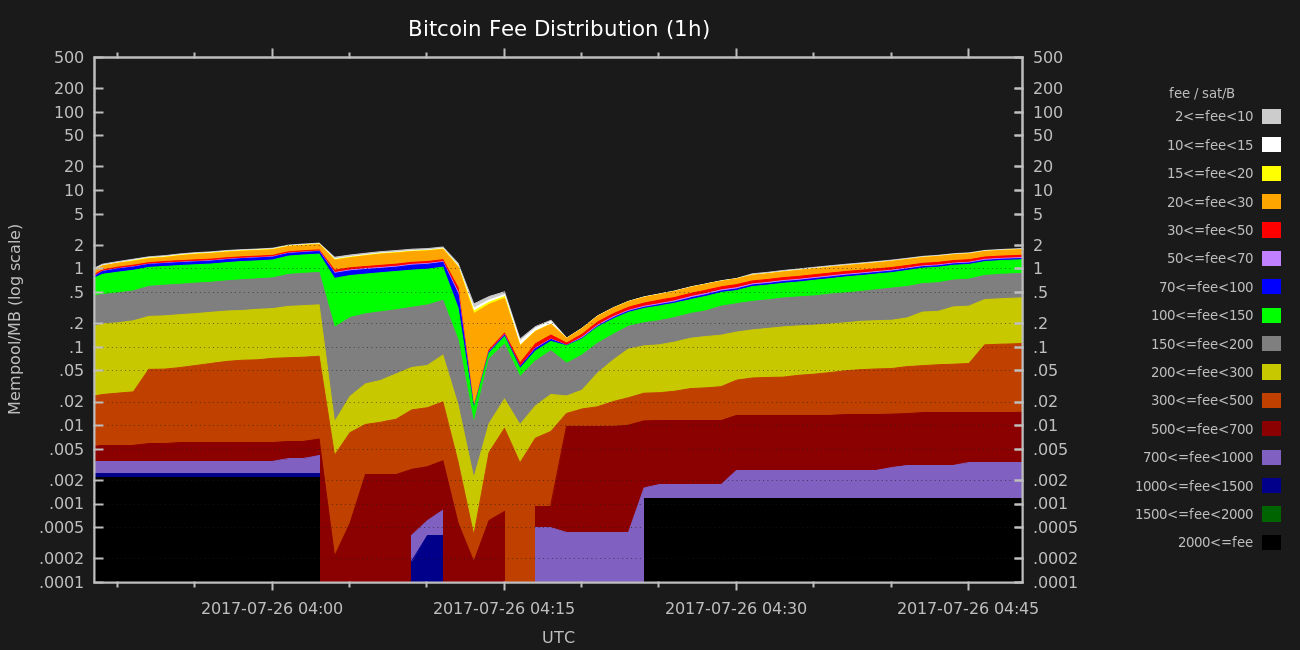 Bitcoin Fee Distribution (1h)
Mempool/MB (log scale)
500
200
100
50
20
10
5
2
1
.5
.2
.1
.05
.02
.01
.005
.002
.001
.0005
.0002
.0001
500
200
100
50
20
10
5
2
1
.5
.2
.1
.05
.02
.01
.005
.002
.001
.0005
.0002
.0001
2017-07-26 04:00
2017-07-26 04:15
2017-07-26 04:30
2017-07-26 04:45
UTC
fee / sat/B
2<=fee<10
10<=fee<15
15<=fee<20
20<=fee<30
30<=fee<50
50<=fee<70
70<=fee<100
100<=fee<150
150<=fee<200
200<=fee<300
300<=fee<500
500<=fee<700
700<=fee<1000
1000<=fee<1500
1500<=fee<2000
2000<=fee